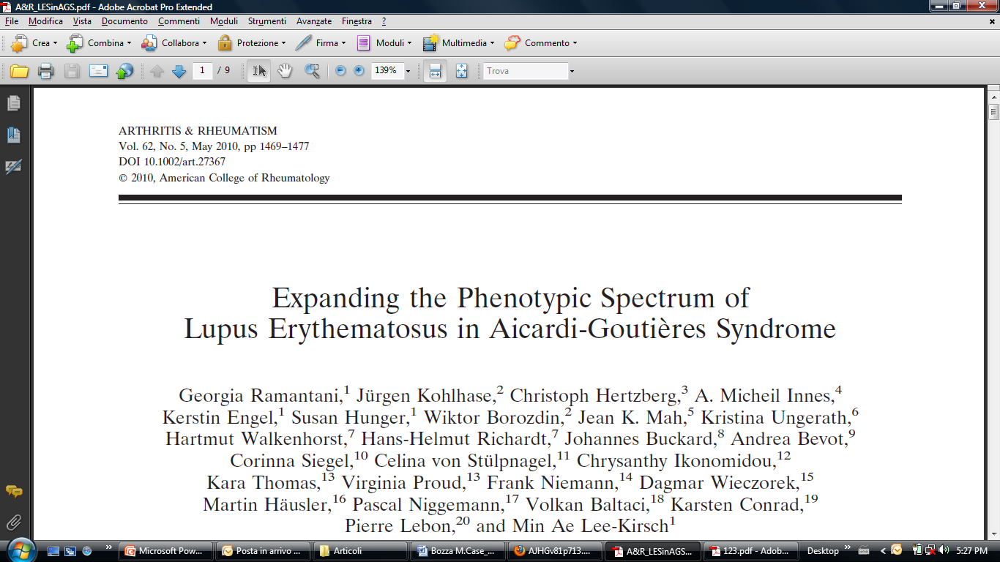 A&R_LESinAGS.pdf - Adobe Acrobat Pro Extended
File Modifica Vista Documento Commenti Moduli Strumenti Avanzate Finestra ?
Crea Combina Collabora Protezione Firma Moduli Multimedia Commento
1 / 9 139% Trova
ARTHRITIS & RHEUMATISM
Vol. 62, No. 5, May 2010, pp 1469–1477
DOI 10.1002/art.27367
© 2010, American College of Rheumatology
Expanding the Phenotypic Spectrum of
Lupus Erythematosus in Aicardi-Goutières Syndrome
Georgia Ramantani,1 Jürgen Kohlhase,2 Christoph Hertzberg,3 A. Micheil Innes,4
Kerstin Engel,1 Susan Hunger,1 Wiktor Borozdin,2 Jean K. Mah,5 Kristina Ungerath,6
Hartmut Walkenhorst,7 Hans-Helmut Richardt,7 Johannes Buckard,8 Andrea Bevot,9
Corinna Siegel,10 Celina von Stülpnagel,11 Chrysanthy Ikonomidou,12
Kara Thomas,13 Virginia Proud,13 Frank Niemann,14 Dagmar Wieczorek,15
Martin Häusler,16 Pascal Niggemann,17 Volkan Baltaci,18 Karsten Conrad,19
Pierre Lebon,20 and Min Ae Lee-Kirsch1
» Microsoft Pow... Posta in arrivo ... Articoli Bozza M.Case_... AJHGv81p713.... A&R_LESinAGS... 123.pdf - Adob... Desktop » 5:27 PM